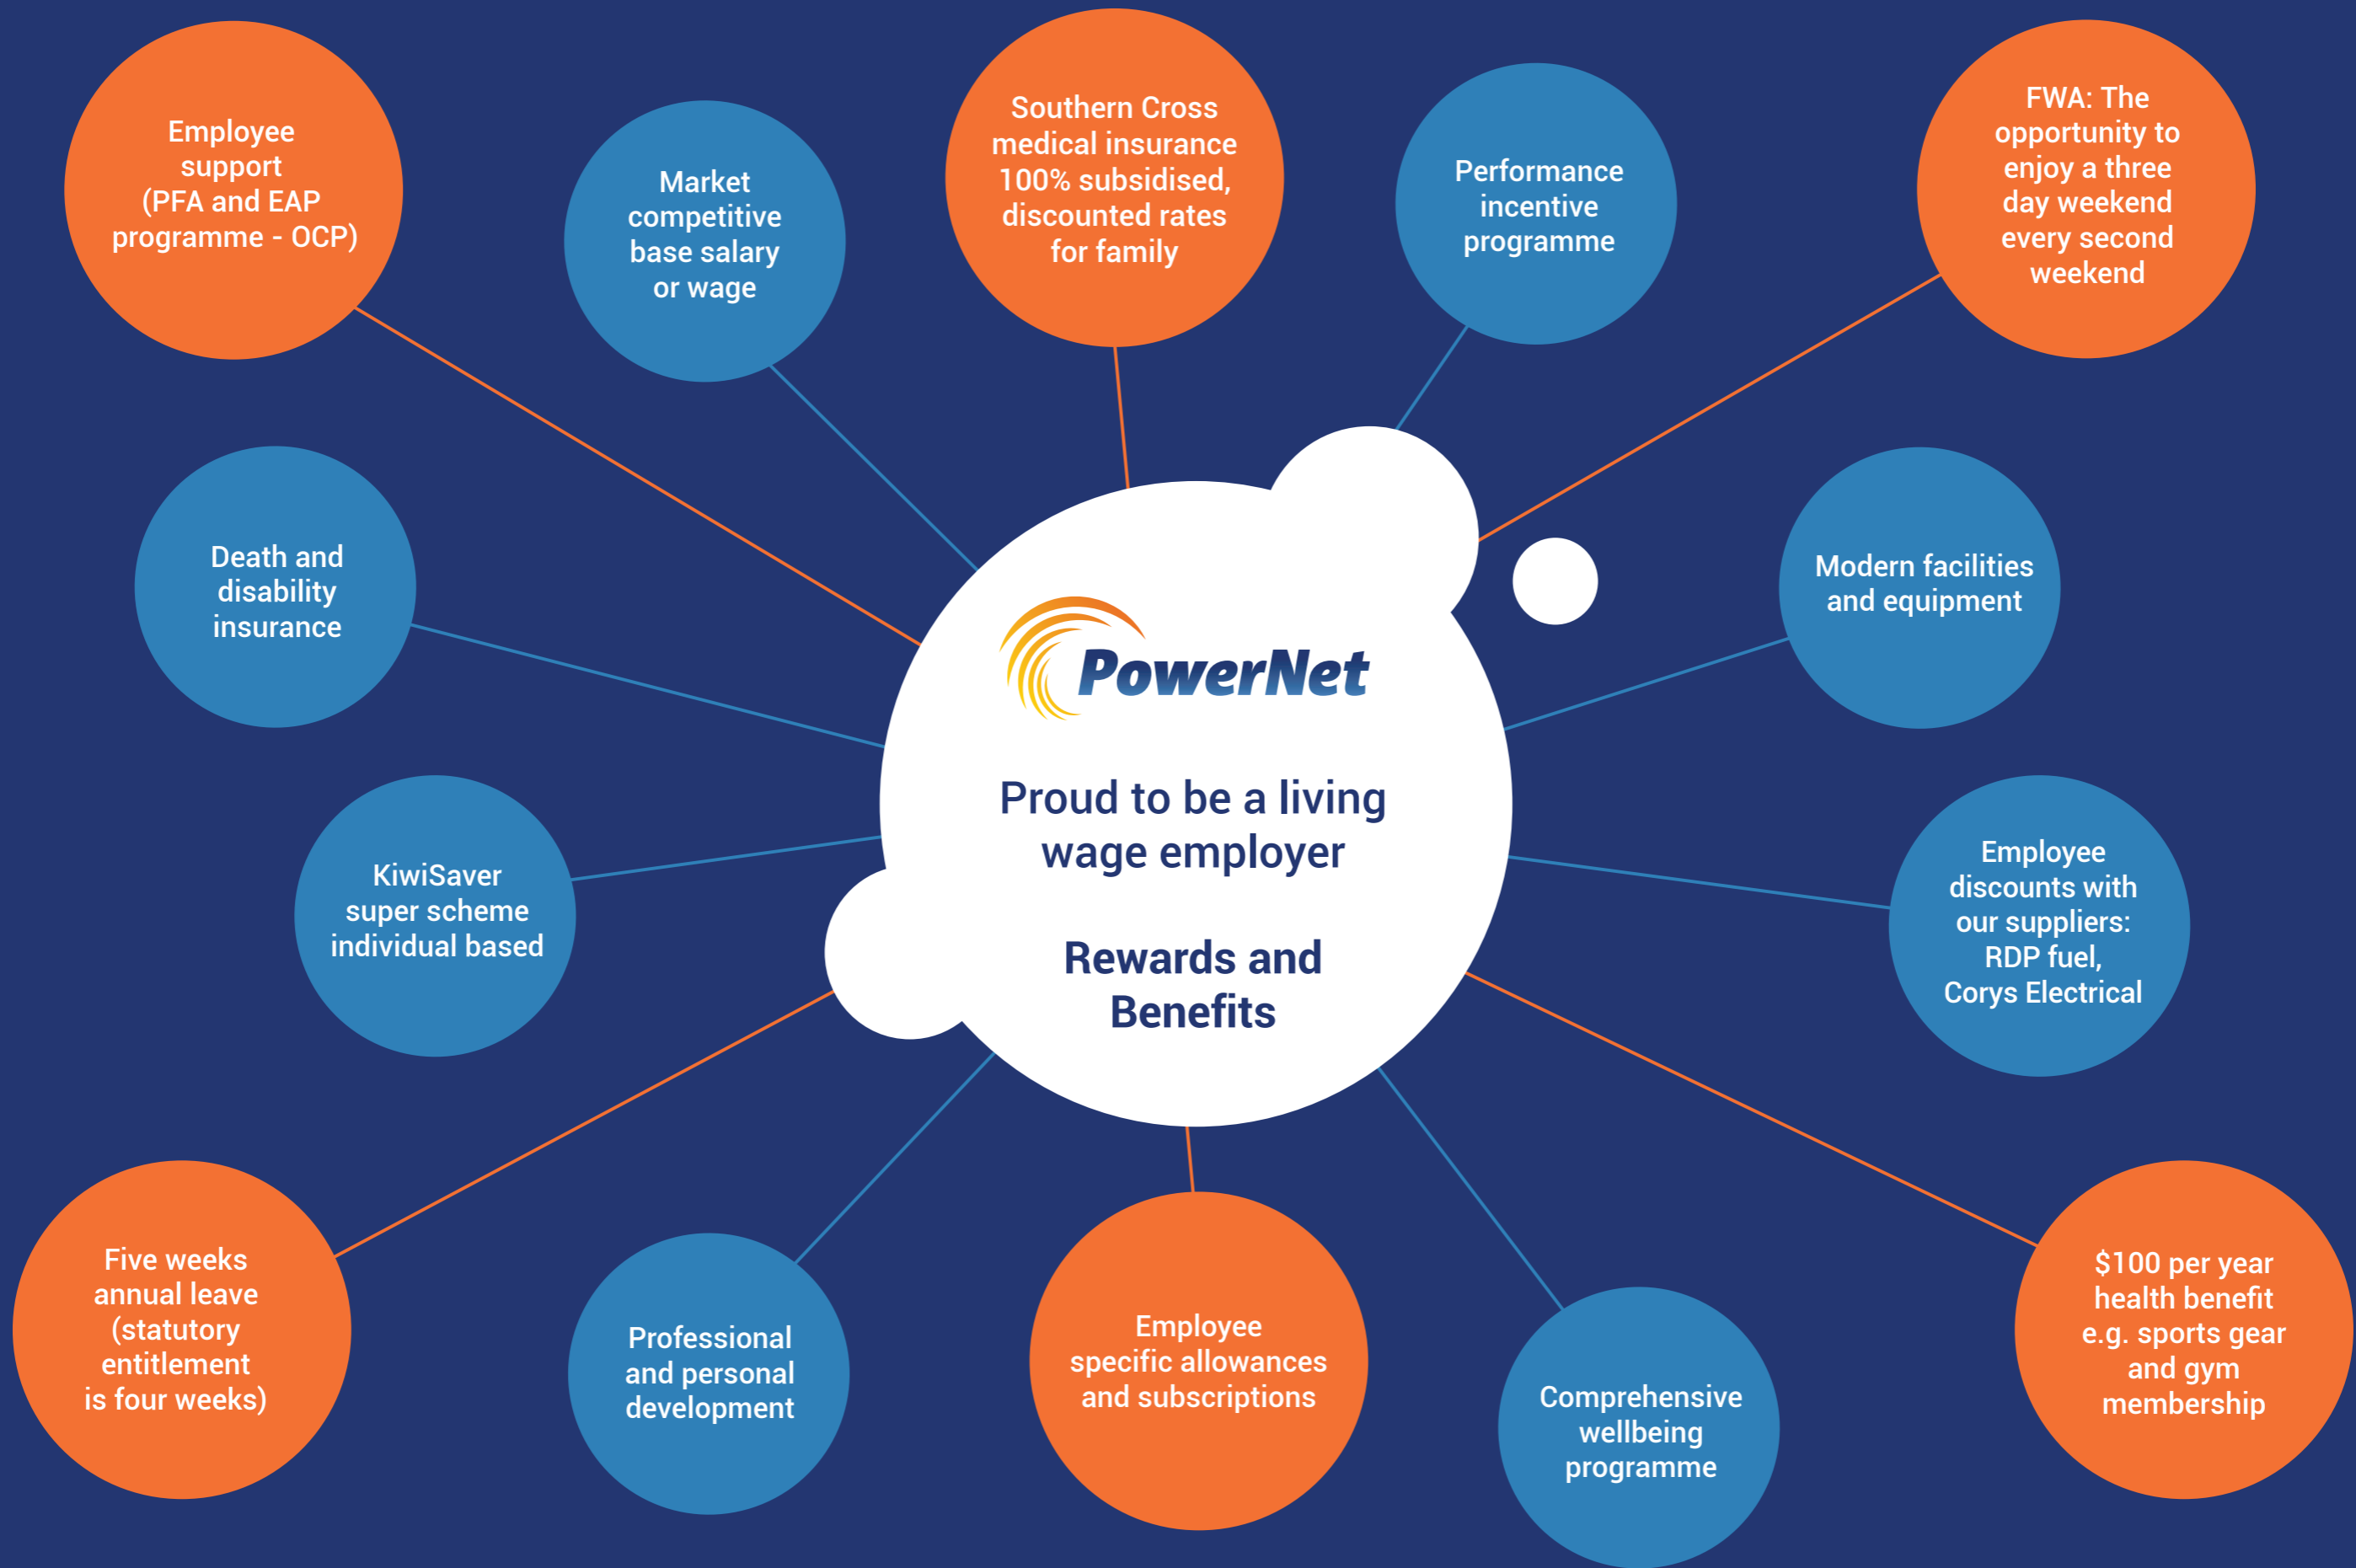 Employee
support
(PFA and EAP
programme - OCP)
Market
competitive
base salary
or wage
Southern Cross
medical insurance
100% subsidised,
discounted rates
for family
Performance
incentive
programme
FWA: The
opportunity to
enjoy a three
day weekend
every second
weekend
Death and
disability
insurance
Modern facilities
and equipment
PowerNet
Proud to be a living
wage employer
Rewards and
Benefits
KiwiSaver
super scheme
individual based
Employee
discounts with
our suppliers:
RDP fuel,
Corys Electrical
Five weeks
annual leave
(statutory
entitlement
is four weeks)
Professional
and personal
development
Employee
specific allowances
and subscriptions
Comprehensive
wellbeing
programme
$100 per year
health benefit
e.g. sports gear
and gym
membership